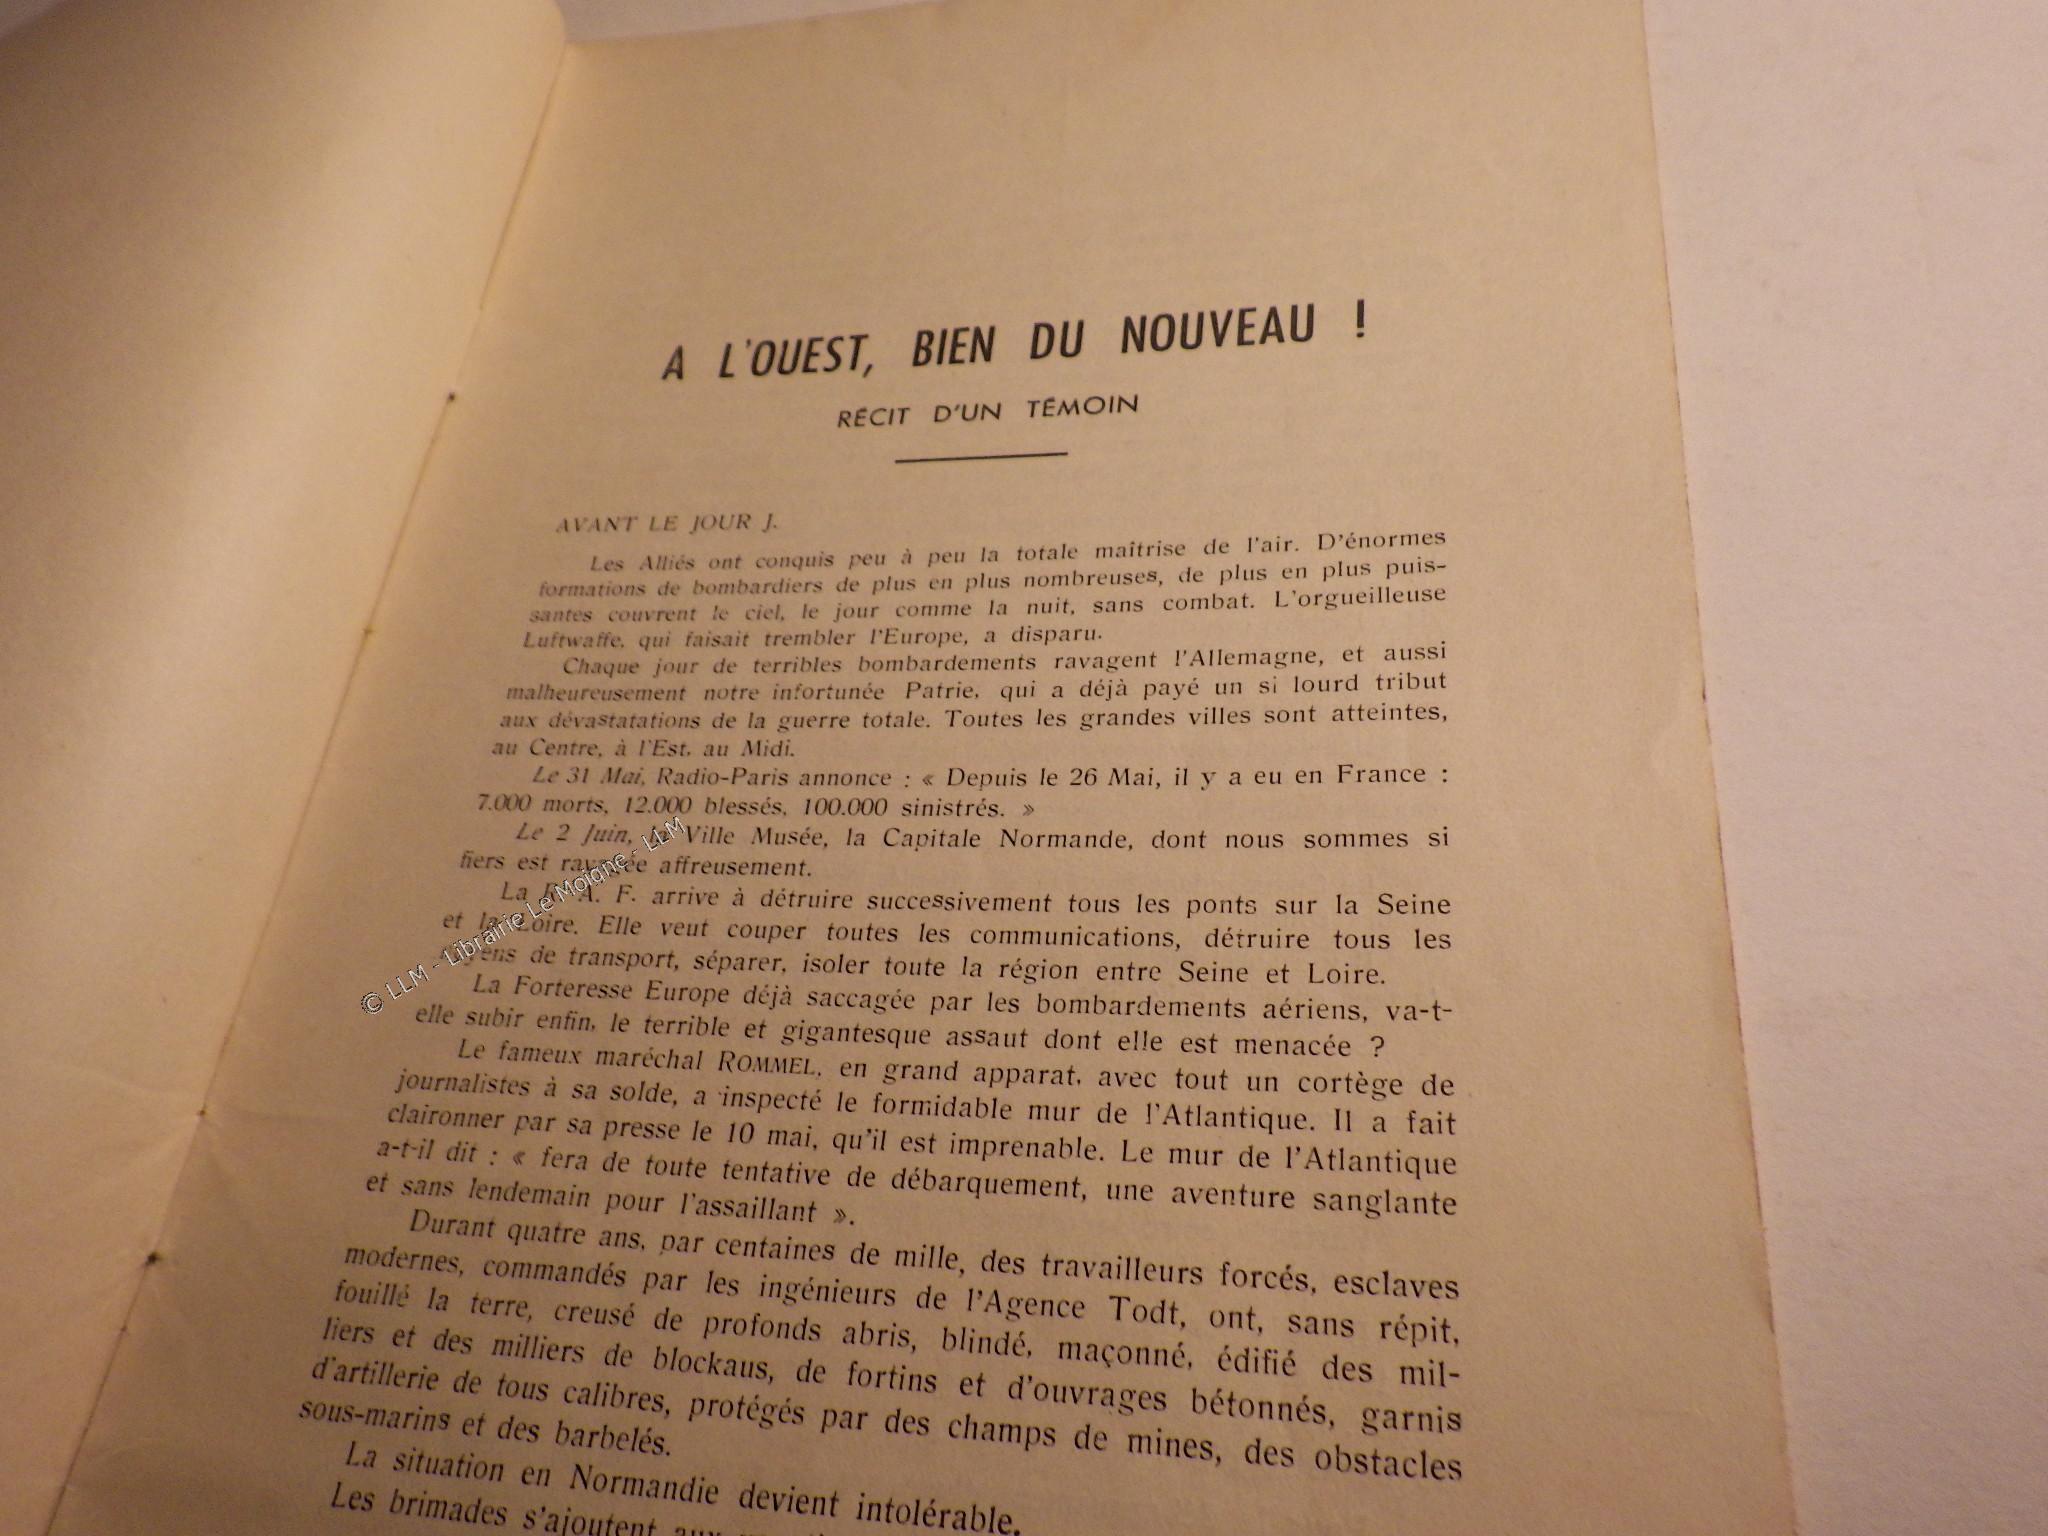 A L'OUEST, BIEN DU NOUVEAU !
RÉCIT D'UN TÉMOIN
AVANT LE JOUR J.
Les Alliés ont conquis peu à peu la totale maîtrise de l'air. D'énormes
formations de bombardiers de plus en plus nombreuses, de plus en plus puis-
santes couvrent le ciel, le jour comme la nuit, sans combat. L'orgueilleuse
Luftwaffe, qui faisait trembler l'Europe, a disparu.
Chaque jour de terribles bombardements ravagent l'Allemagne, et aussi
malheureusement notre infortunée Patrie, qui a déjà payé un si lourd tribut
aux dévastatations de la guerre totale. Toutes les grandes villes sont atteintes,
au Centre, à l'Est, au Midi.
Le 31 Mai, Radio-Paris annonce : « Depuis le 26 Mai, il y a eu en France :
7.000 morts, 12.000 blessés, 100.000 sinistrés. »
Le 2 Juin, la Ville Musée, la Capitale Normande, dont nous sommes si
fiers est ravagée affreusement.
La R. A. F. arrive à détruire successivement tous les ponts sur la Seine
et la Loire. Elle veut couper toutes les communications, détruire tous les
moyens de transport, séparer, isoler toute la région entre Seine et Loire.
La Forteresse Europe déjà saccagée par les bombardements aériens, va-t-
elle subir enfin, le terrible et gigantesque assaut dont elle est menacée ?
Le fameux maréchal ROMMEL, en grand apparat, avec tout un cortège de
journalistes à sa solde, a inspecté le formidable mur de l'Atlantique. Il a fait
claironner par sa presse le 10 mai, qu'il est imprenable. Le mur de l'Atlantique
a-t-il dit : « fera de toute tentative de débarquement, une aventure sanglante
et sans lendemain pour l'assaillant ».
Durant quatre ans, par centaines de mille, des travailleurs forcés, esclaves
modernes, commandés par les ingénieurs de l'Agence Todt, ont, sans répit,
fouillé la terre, creusé de profonds abris, blindé, maçonné, édifié des mil-
liers et des milliers de blockaus, de fortins et d'ouvrages bétonnés, garnis
d'artillerie de tous calibres, protégés par des champs de mines, des obstacles
sous-marins et des barbelés.
La situation en Normandie devient intolérable.
Les brimades s'ajoutent aux
© LLM - Librairie Le Moigne - LLM